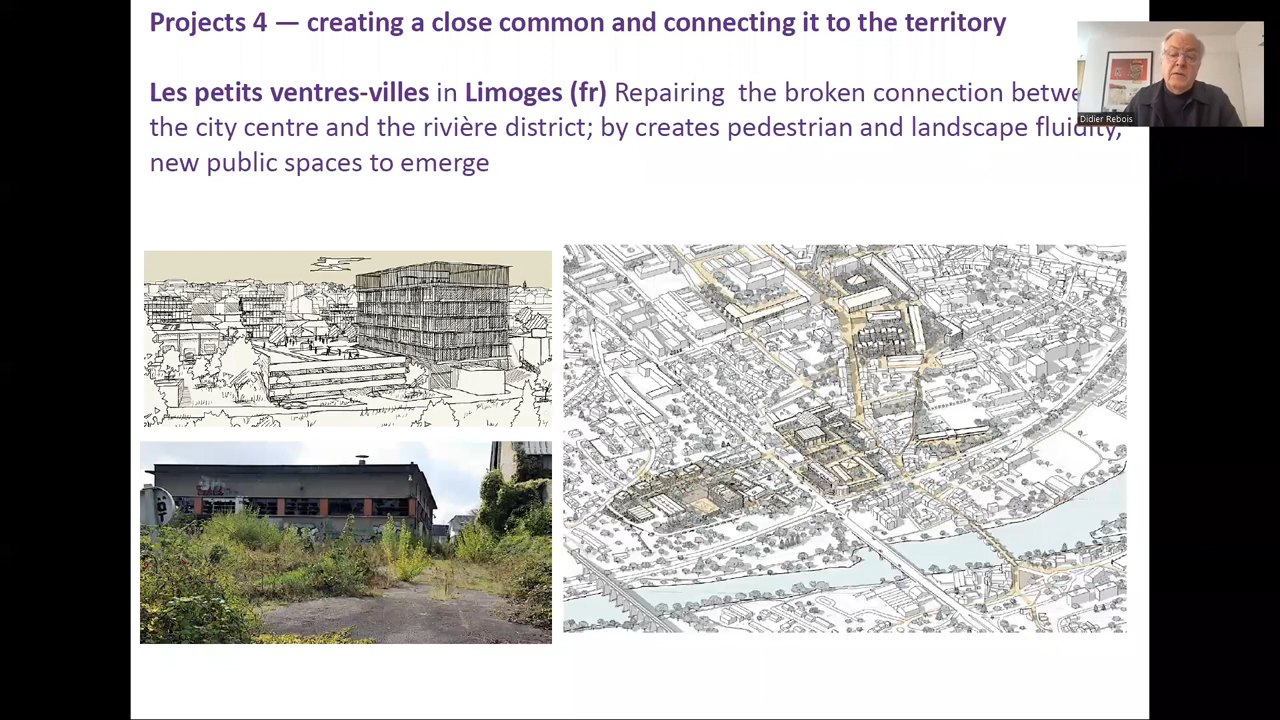 Projects 4 — creating a close common and connecting it to the territory
Les petits ventres-villes in Limoges (fr) Repairing the broken connection
the city centre and the rivière district; by creates pedestrian and landscape fluidity,
new public spaces to emerge
Didier Rebois